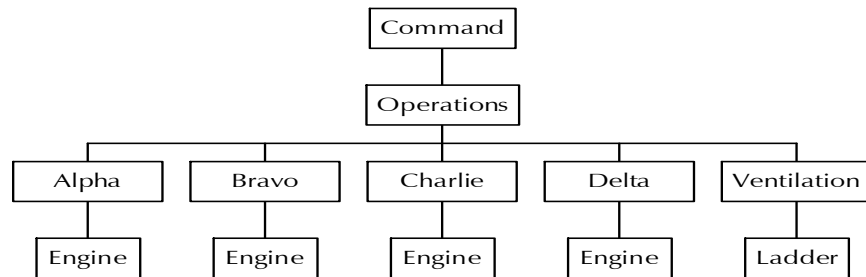 Command
Operations
Alpha Bravo Charlie Delta Ventilation
Engine Engine Engine Engine Ladder